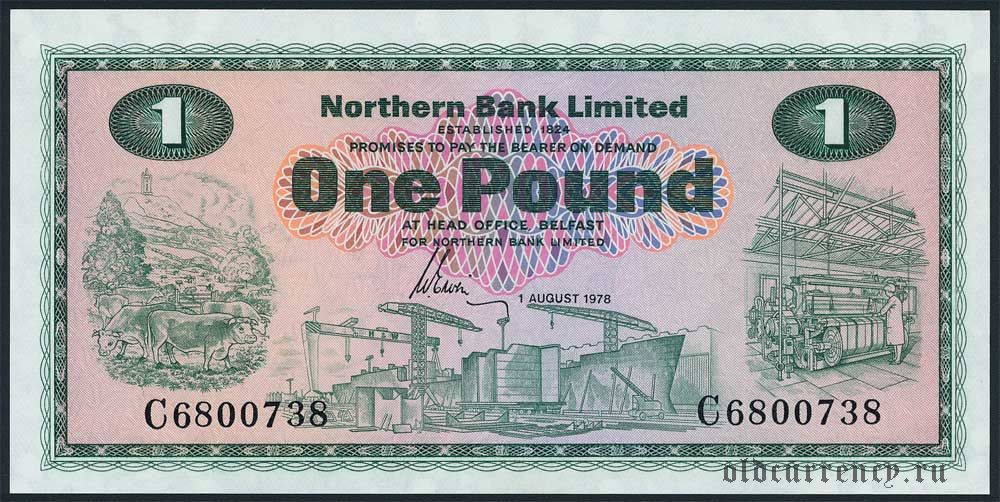 1
1
Northern Bank Limited
ESTABLISHED 1824
PROMISES TO PAY THE BEARER ON DEMAND
One Pound
AT HEAD OFFICE, BELFAST
FOR NORTHERN BANK LIMITED
1 AUGUST 1978
C6800738
C6800738
oldcurrency.ru